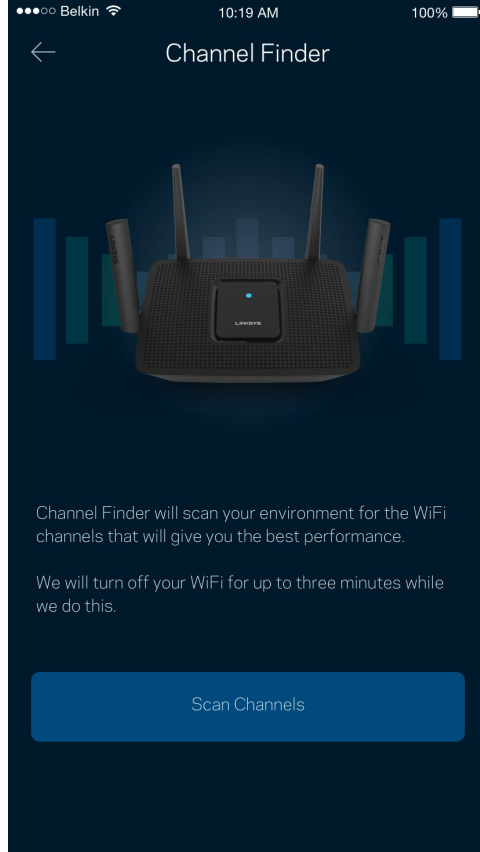 Belkin 10:19 AM 100%
Channel Finder
LINKSYS
Channel Finder will scan your environment for the WiFi
channels that will give you the best performance.
We will turn off your WiFi for up to three minutes while
we do this.
Scan Channels